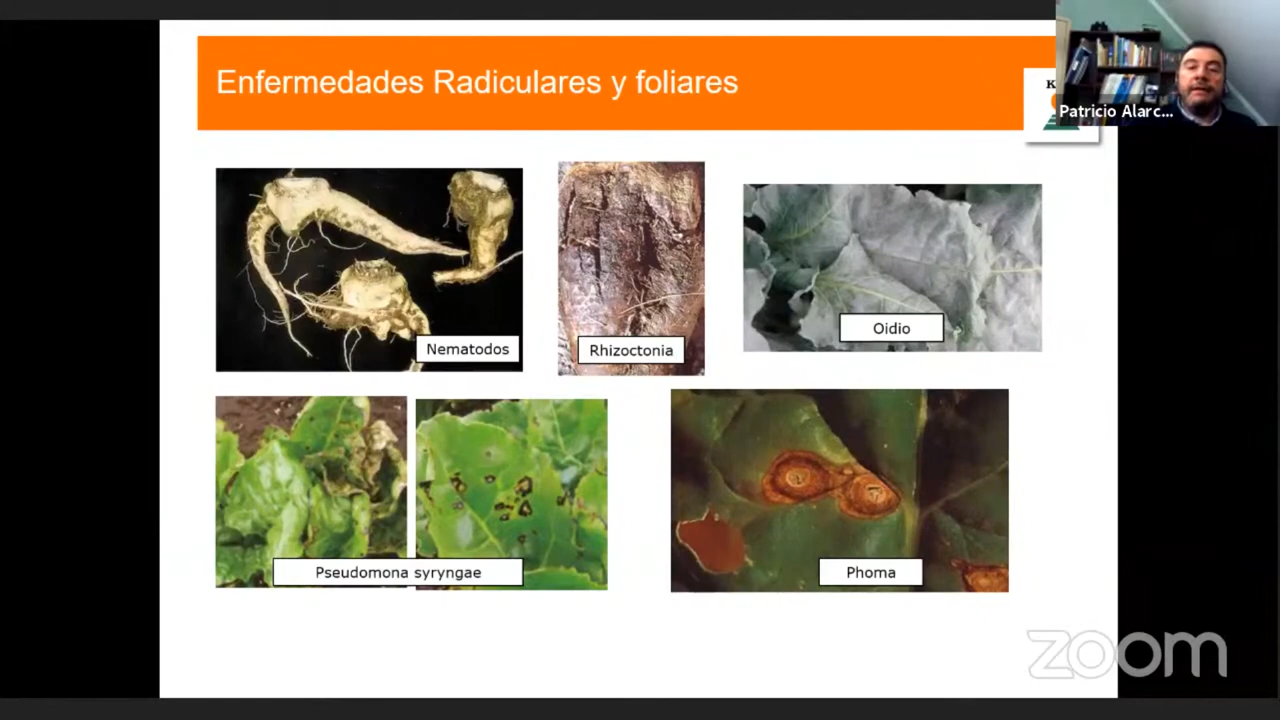 Enfermedades Radiculares y foliares
K
Patricio Alarc...
Nematodos
Rhizoctonia
Oidio
Pseudomona syryngae
Phoma
zoom